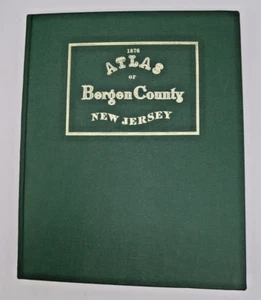 1876
ATLAS
OF
Bergen County
NEW JERSEY